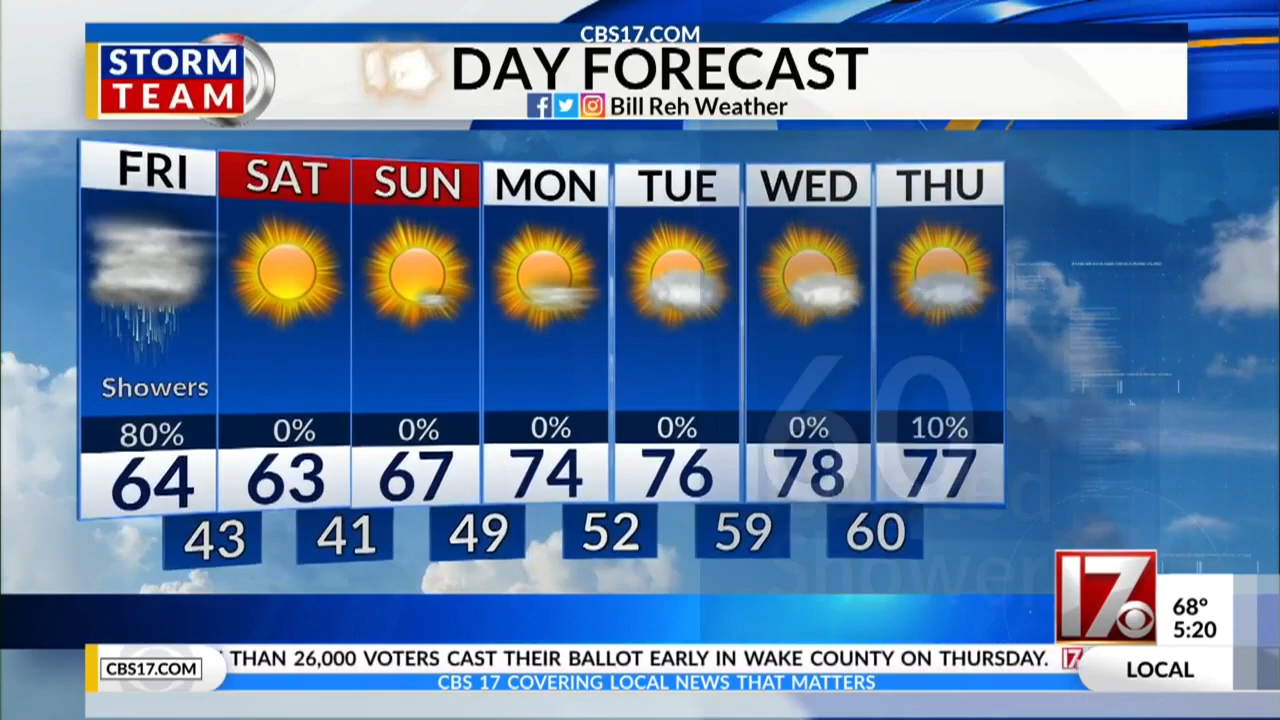 CBS17.COM
STORM
TEAM
DAY FORECAST
Bill Reh Weather
FRI SAT SUN MON TUE WED THU
Showers
80% 0% 0% 0% 0% 0% 10%
64 63 67 74 76 78 77
43 41 49 52 59 60
60
Shower
17
68°
5:20
CBS17.COM
THAN 26,000 VOTERS CAST THEIR BALLOT EARLY IN WAKE COUNTY ON THURSDAY. 17
LOCAL
CBS 17 COVERING LOCAL NEWS THAT MATTERS